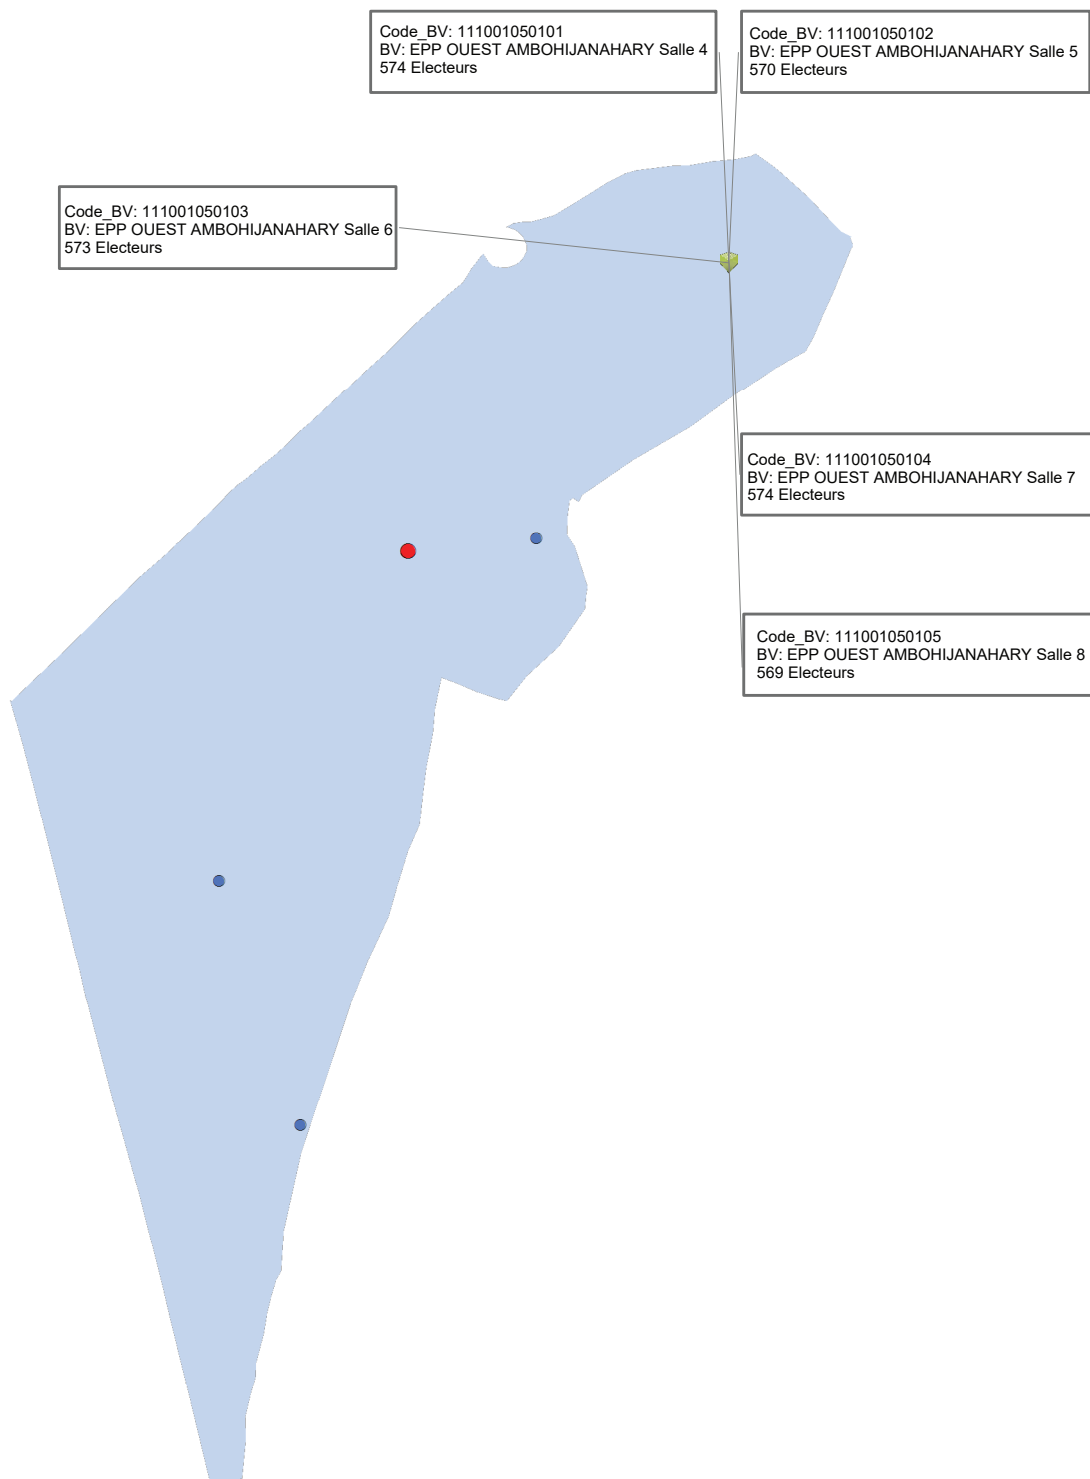 Code_BV: 111001050101
BV: EPP OUEST AMBOHIJANAHARY Salle 4
574 Electeurs
Code_BV: 111001050102
BV: EPP OUEST AMBOHIJANAHARY Salle 5
570 Electeurs
Code_BV: 111001050103
BV: EPP OUEST AMBOHIJANAHARY Salle 6
573 Electeurs
Code_BV: 111001050104
BV: EPP OUEST AMBOHIJANAHARY Salle 7
574 Electeurs
Code_BV: 111001050105
BV: EPP OUEST AMBOHIJANAHARY Salle 8
569 Electeurs